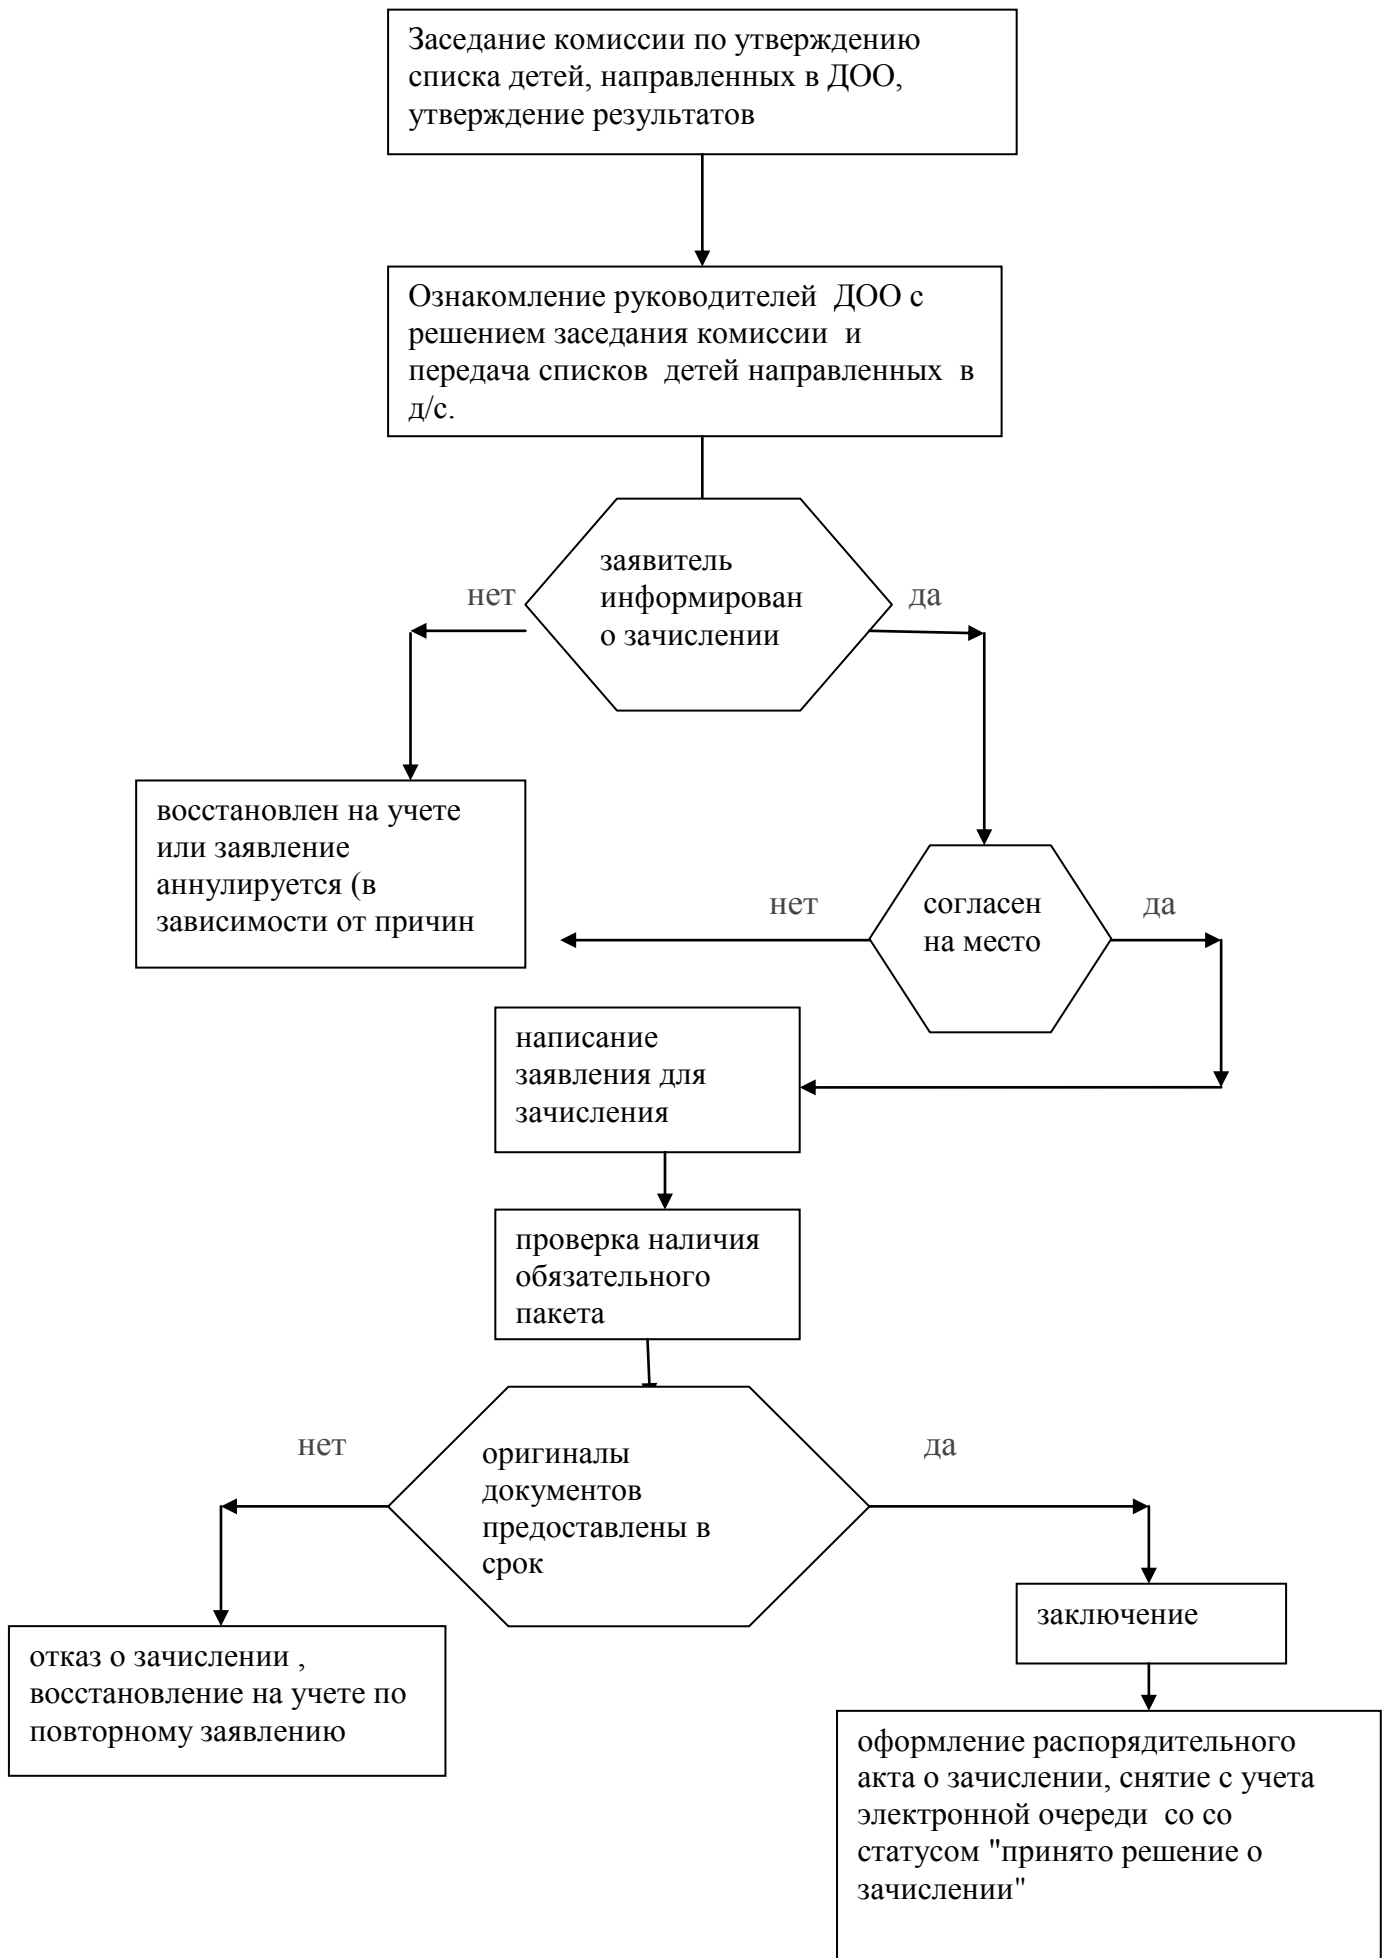 Заседание комиссии по утверждению
списка детей, направленных в ДОО,
утверждение результатов
Ознакомление руководителей  ДОО с
решением заседания комиссии  и
передача списков  детей направленных  в
д/с.
заявитель
информирован
о зачислении
нет
да
восстановлен на учете
или заявление
аннулируется (в
зависимости от причин
нет
согласен
на место
да
написание
заявления для
зачисления
проверка наличия
обязательного
пакета
нет
оригиналы
документов
предоставлены в
срок
да
отказ о зачислении ,
восстановление на учете по
повторному заявлению
заключение
оформление распорядительного
акта о зачислении, снятие с учета
электронной очереди  со со
статусом "принято решение о
зачислении"